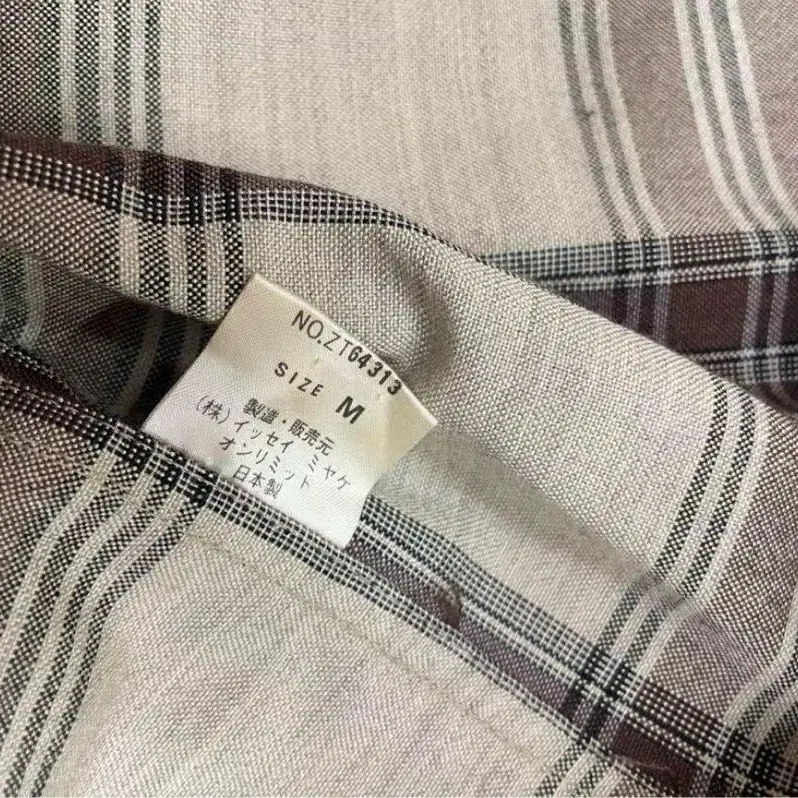 NO.ZT64313
SIZE M
製造・販売元
(株)イッセイ ミヤケ
オンリミット
日本製